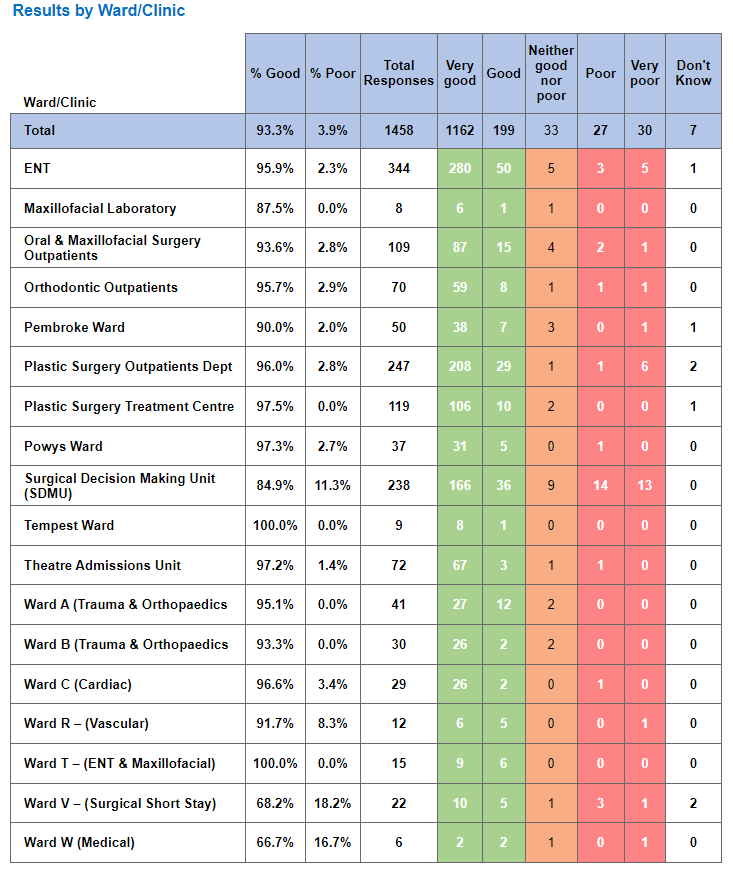 Results by Ward/Clinic
Ward/Clinic % Good % Poor Total Responses Very good Good Neither good nor poor Poor Very poor Don't Know
Total 93.3% 3.9% 1458 1162 199 33 27 30 7
ENT 95.9% 2.3% 344 280 50 5 3 5 1
Maxillofacial Laboratory 87.5% 0.0% 8 6 1 1 0 0 0
Oral & Maxillofacial Surgery Outpatients 93.6% 2.8% 109 87 15 4 2 1 0
Orthodontic Outpatients 95.7% 2.9% 70 59 8 1 1 1 0
Pembroke Ward 90.0% 2.0% 50 38 7 3 0 1 1
Plastic Surgery Outpatients Dept 96.0% 2.8% 247 208 29 1 1 6 2
Plastic Surgery Treatment Centre 97.5% 0.0% 119 106 10 2 0 0 1
Powys Ward 97.3% 2.7% 37 31 5 0 1 0 0
Surgical Decision Making Unit (SDMU) 84.9% 11.3% 238 166 36 9 14 13 0
Tempest Ward 100.0% 0.0% 9 8 1 0 0 0 0
Theatre Admissions Unit 97.2% 1.4% 72 67 3 1 1 0 0
Ward A (Trauma & Orthopaedics 95.1% 0.0% 41 27 12 2 0 0 0
Ward B (Trauma & Orthopaedics 93.3% 0.0% 30 26 2 2 0 0 0
Ward C (Cardiac) 96.6% 3.4% 29 26 2 0 1 0 0
Ward R – (Vascular) 91.7% 8.3% 12 6 5 0 0 1 0
Ward T – (ENT & Maxillofacial) 100.0% 0.0% 15 9 6 0 0 0 0
Ward V – (Surgical Short Stay) 68.2% 18.2% 22 10 5 1 3 1 2
Ward W (Medical) 66.7% 16.7% 6 2 2 1 0 1 0